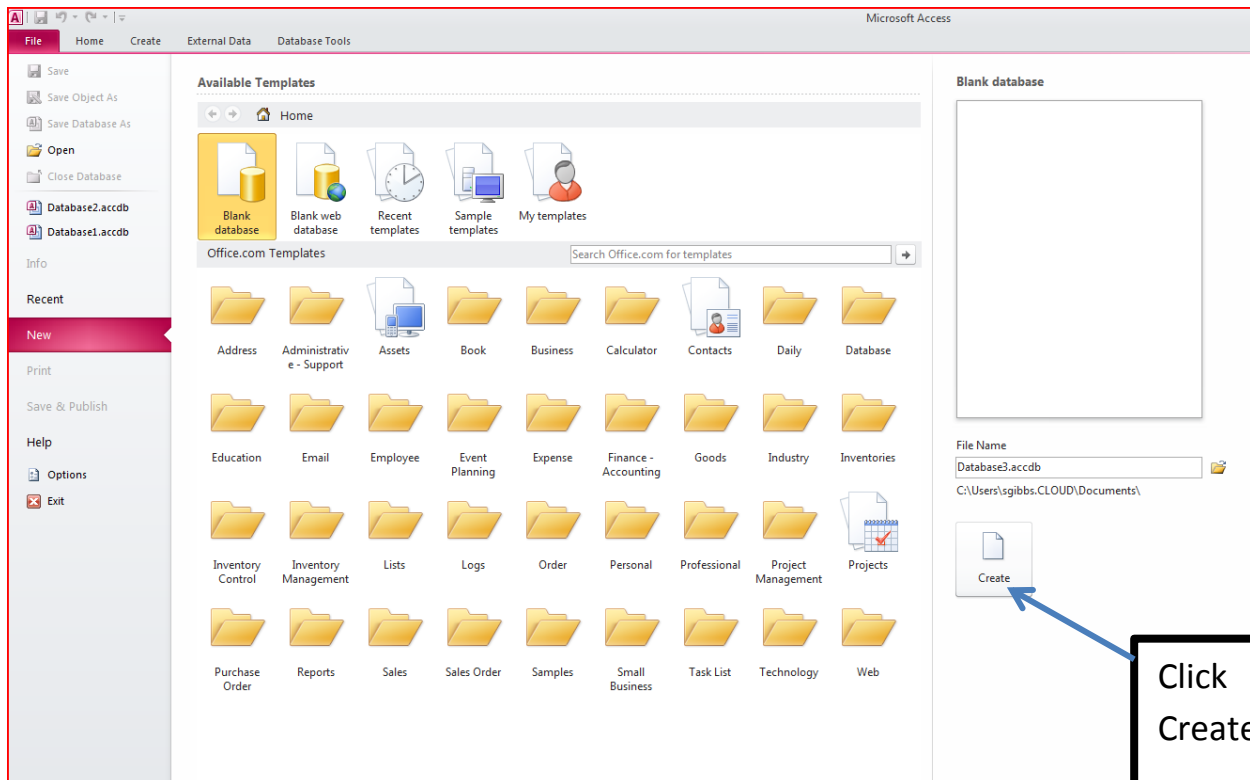 A
Microsoft Access
File Home Create External Data Database Tools
Save
Save Object As
Save Database As
Open
Close Database
Database2.accdb
Database1.accdb
Info
Recent
New
Print
Save & Publish
Help
Options
Exit
Available Templates
Home
Blank
database
Blank web
database
Recent
templates
Sample
templates
My templates
Office.com Templates
Search Office.com for templates
Address
Administrativ
e - Support
Assets
Book
Business
Calculator
Contacts
Daily
Database
Education
Email
Employee
Event
Planning
Expense
Finance -
Accounting
Goods
Industry
Inventories
Inventory
Control
Inventory
Management
Lists
Logs
Order
Personal
Professional
Project
Management
Projects
Purchase
Order
Reports
Sales
Sales Order
Samples
Small
Business
Task List
Technology
Web
Blank database
File Name
Database3.accdb
C:\Users\sgibbs.CLOUD\Documents\
Create
Click
Create